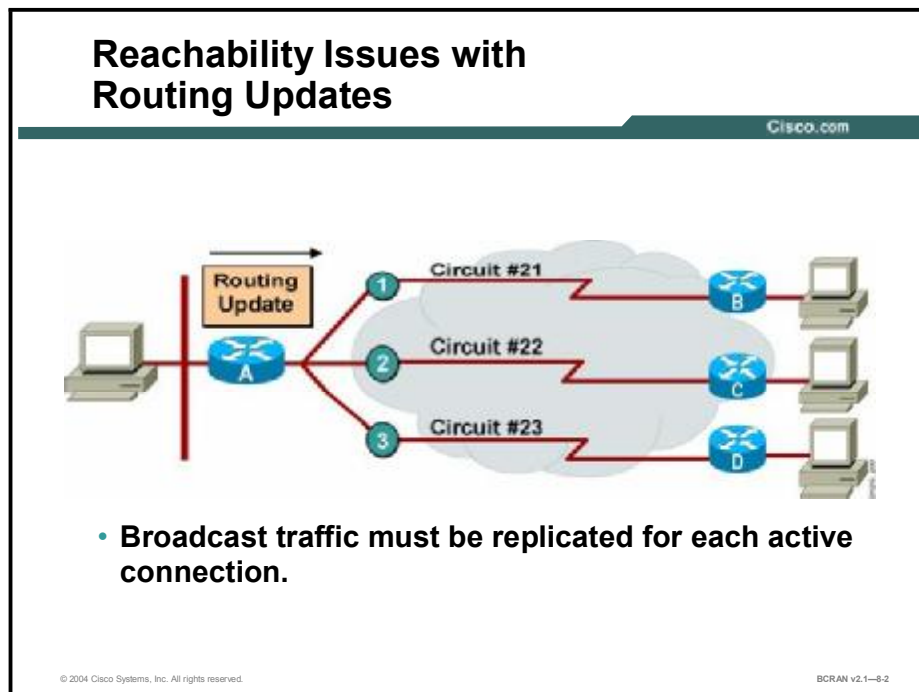 Reachability Issues with
Routing Updates
Cisco.com
Routing
Update
A
1
Circuit #21
B
2
Circuit #22
C
3
Circuit #23
D
• Broadcast traffic must be replicated for each active
connection.
© 2004 Cisco Systems, Inc. All rights reserved.
BCRAN v2.1—8-2